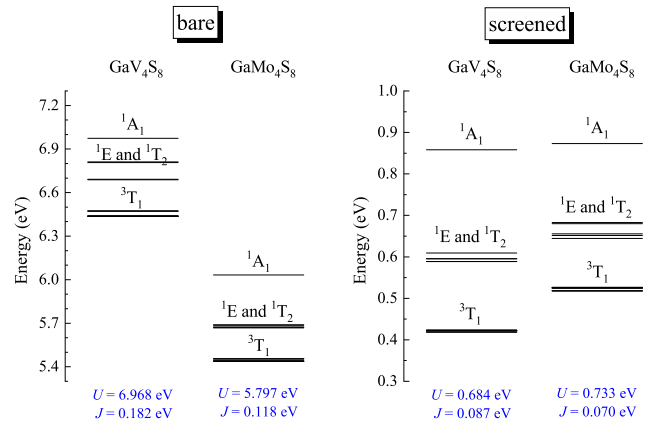 bare
GaV₄S₈
GaMo₄S₈
Energy (eV)
7.2
6.9
6.6
6.3
6.0
5.7
5.4
¹A₁
¹E and ¹T₂
³T₁
¹A₁
¹E and ¹T₂
³T₁
U = 6.968 eV
J = 0.182 eV
U = 5.797 eV
J = 0.118 eV
screened
GaV₄S₈
GaMo₄S₈
Energy (eV)
1.0
0.9
0.8
0.7
0.6
0.5
0.4
0.3
¹A₁
¹E and ¹T₂
³T₁
¹A₁
¹E and ¹T₂
³T₁
U = 0.684 eV
J = 0.087 eV
U = 0.733 eV
J = 0.070 eV